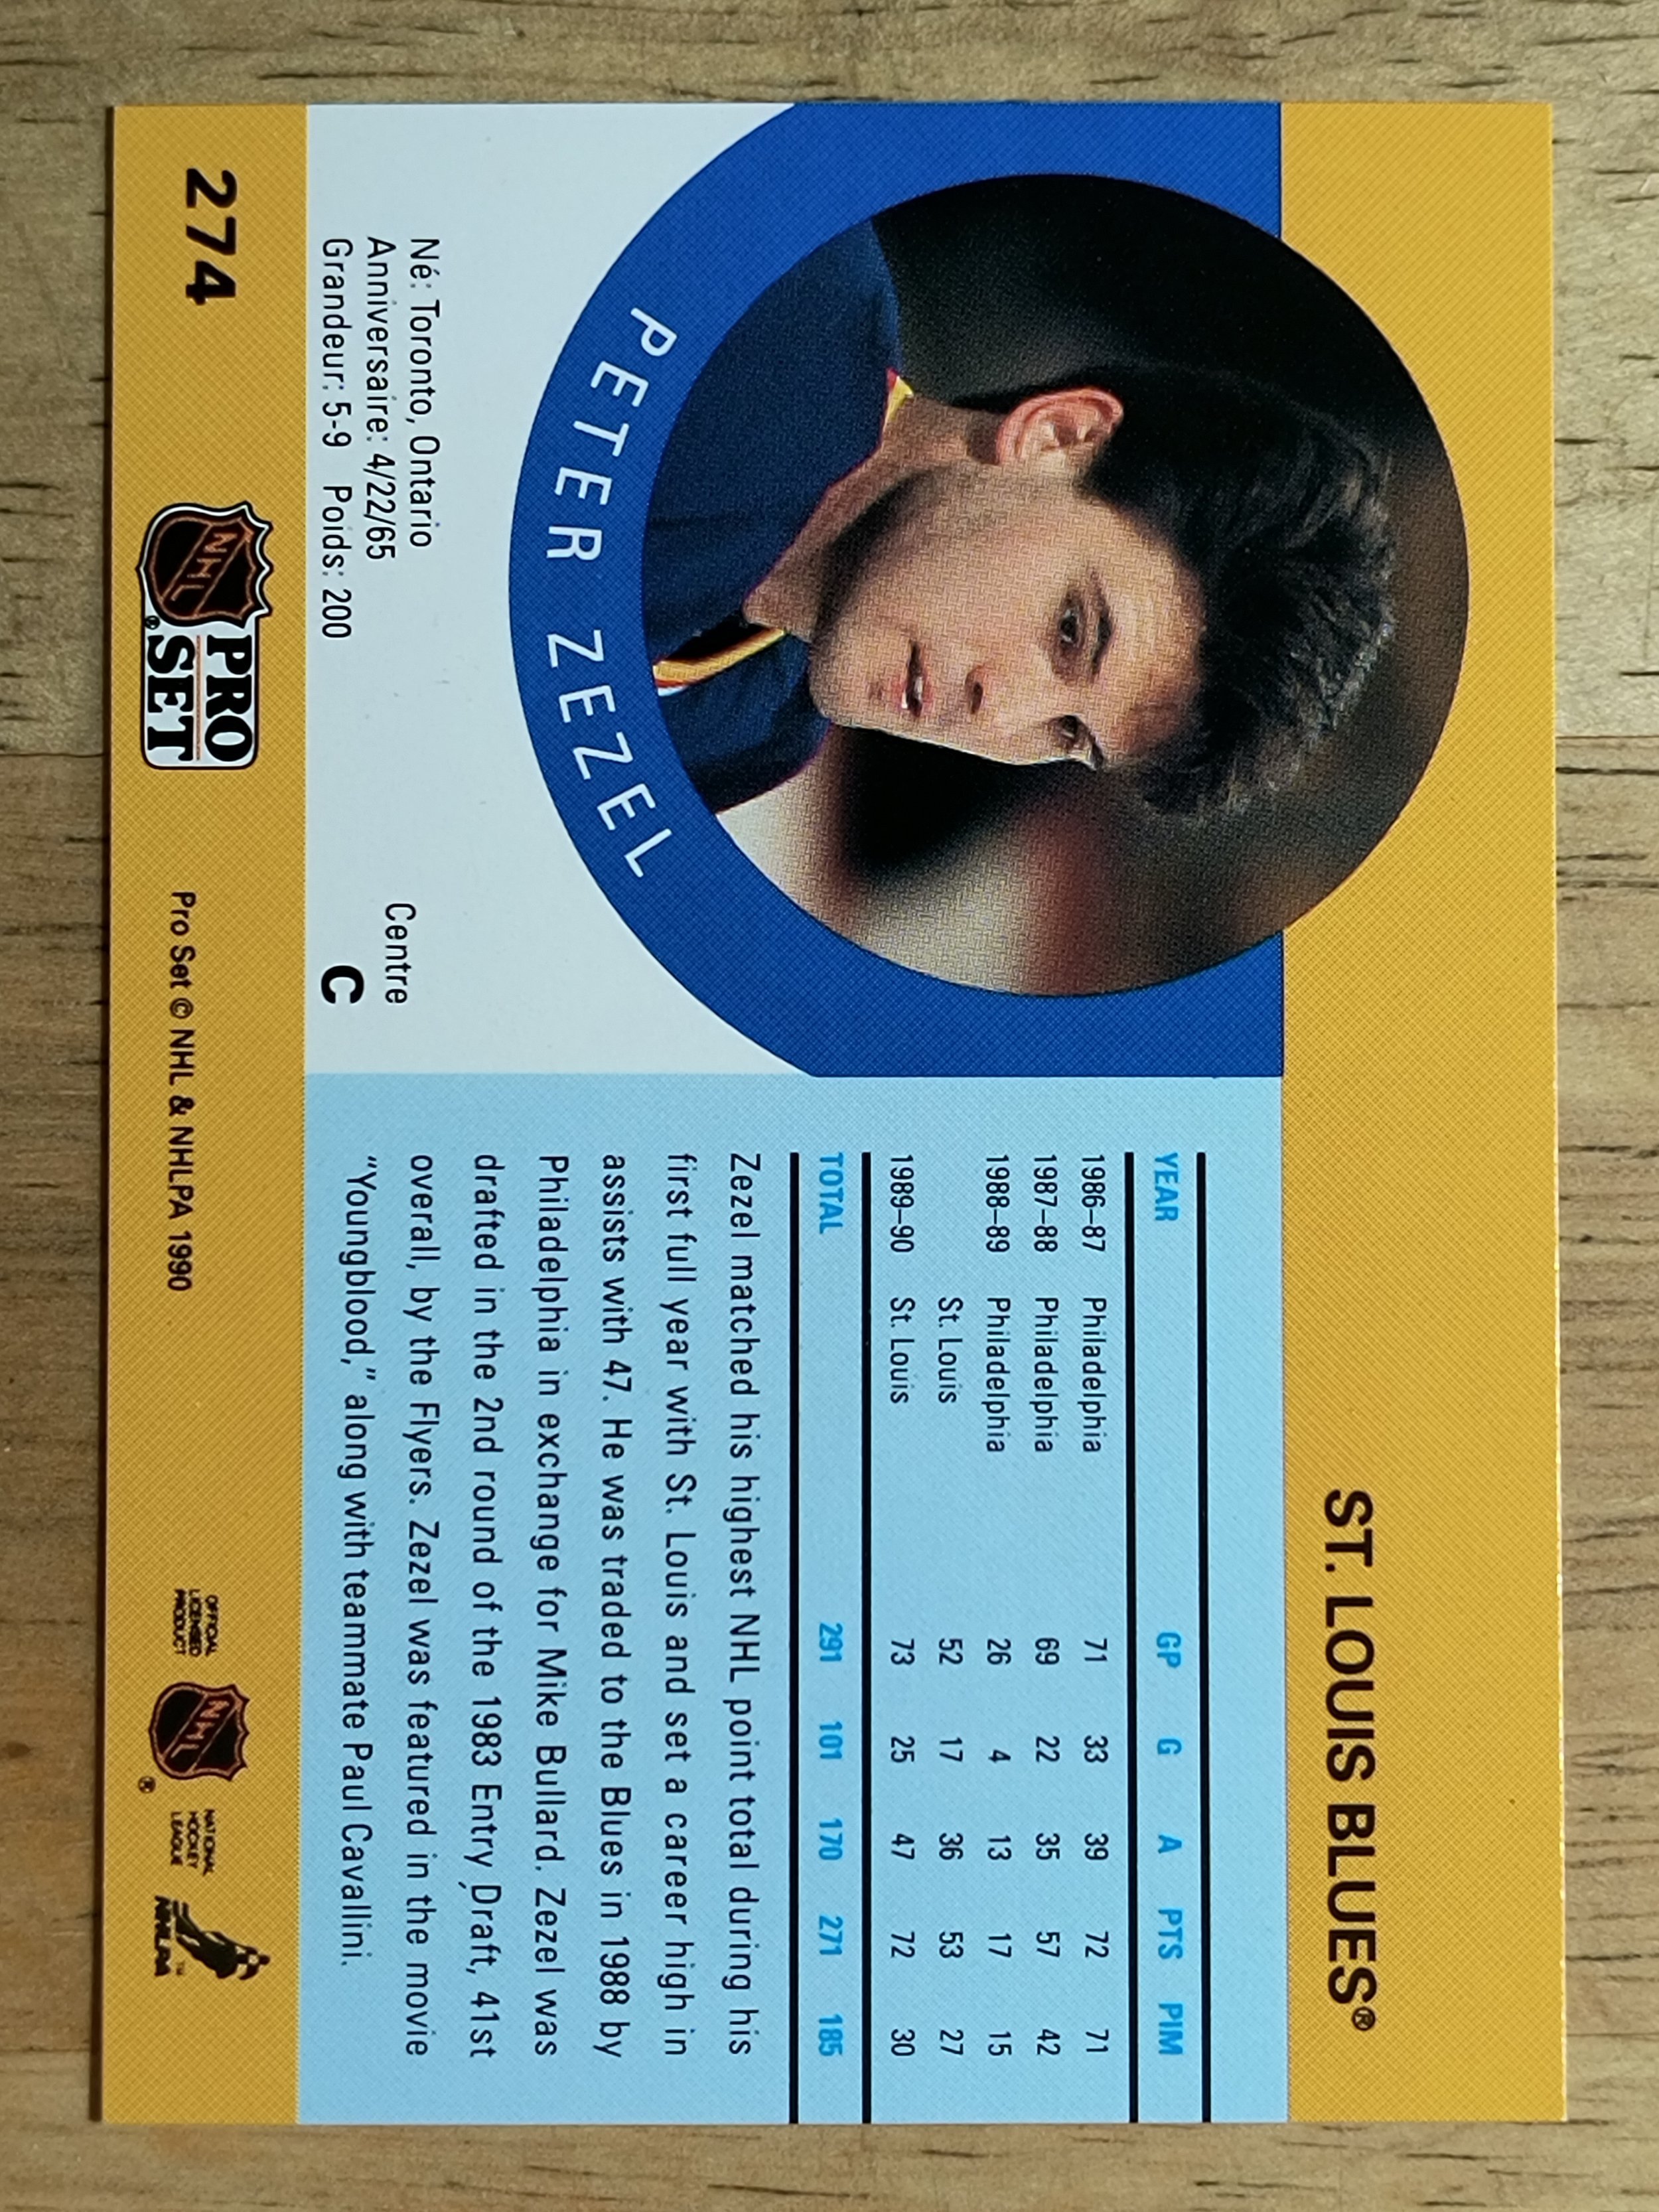 ST. LOUIS BLUES®
PETER ZEZEL
Né: Toronto, Ontario
Anniversaire: 4/22/65
Grandeur: 5-9 Poids: 200
Centre
C
YEAR GP G A PTS PIM
1986–87 Philadelphia 71 33 39 72 71
1987–88 Philadelphia 69 22 35 57 42
1988–89 Philadelphia 26 4 13 17 15
St. Louis 52 17 36 53 27
1989–90 St. Louis 73 25 47 72 30
TOTAL 291 101 170 271 185
Zezel matched his highest NHL point total during his
first full year with St. Louis and set a career high in
assists with 47. He was traded to the Blues in 1988 by
Philadelphia in exchange for Mike Bullard. Zezel was
drafted in the 2nd round of the 1983 Entry Draft, 41st
overall, by the Flyers. Zezel was featured in the movie
“Youngblood,” along with teammate Paul Cavallini.
274
NHL
®
PRO
SET
Pro Set © NHL & NHLPA 1990
OFFICIAL
LICENSED
PRODUCT
NHL
®
NATIONAL
HOCKEY
LEAGUE
NHLPA
™